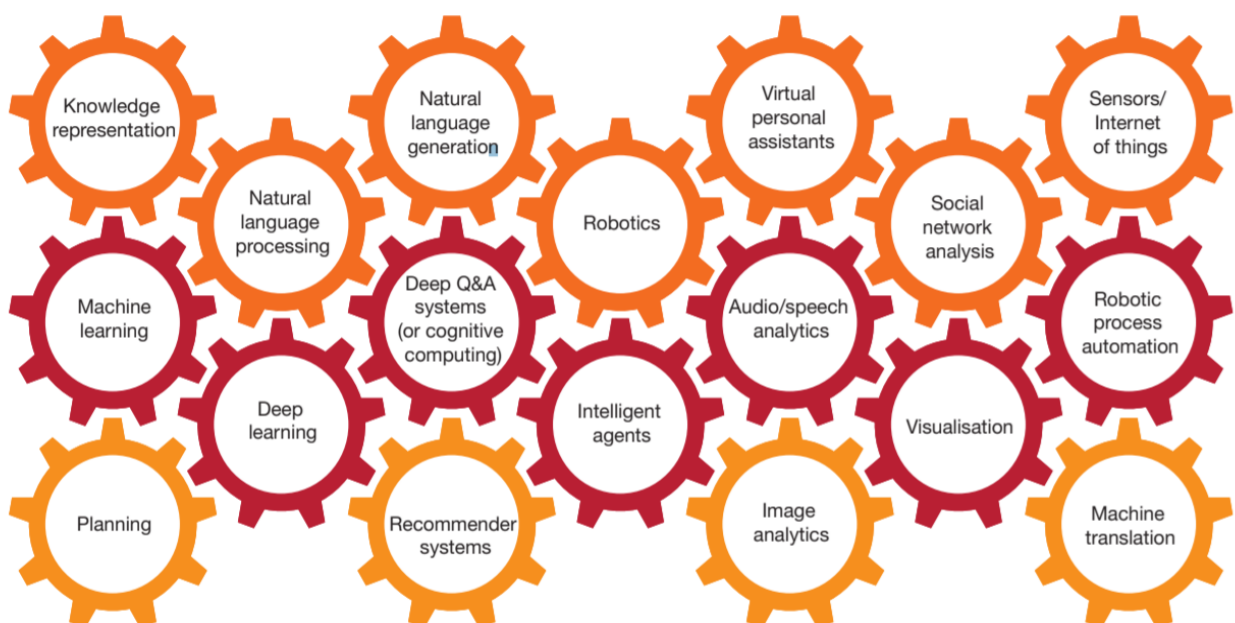 Knowledge
representation
Natural
language
generation
Virtual
personal
assistants
Sensors/
Internet
of things
Natural
language
processing
Robotics
Social
network
analysis
Machine
learning
Deep Q&A
systems
(or cognitive
computing)
Audio/speech
analytics
Robotic
process
automation
Deep
learning
Intelligent
agents
Visualisation
Planning
Recommender
systems
Image
analytics
Machine
translation